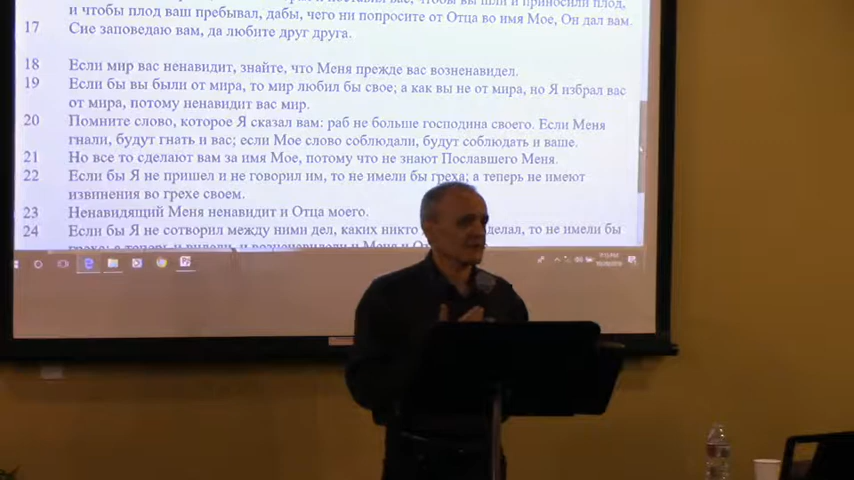 и чтобы плод ваш пребывал, дабы, чего ни попросите от Отца во имя Мое, Он дал вам.
17 Сие заповедаю вам, да любите друг друга.
18 Если мир вас ненавидит, знайте, что Меня прежде вас возненавидел.
19 Если бы вы были от мира, то мир любил бы свое; а как вы не от мира, но Я избрал вас
от мира, потому ненавидит вас мир.
20 Помните слово, которое Я сказал вам: раб не больше господина своего. Если Меня
гнали, будут гнать и вас; если Мое слово соблюдали, будут соблюдать и ваше.
21 Но все то сделают вам за имя Мое, потому что не знают Пославшего Меня.
22 Если бы Я не пришел и не говорил им, то не имели бы греха; а теперь не имеют
извинения во грехе своем.
23 Ненавидящий Меня ненавидит и Отца моего.
24 Если бы Я не сотворил между ними дел, каких никто делал, то не имели бы